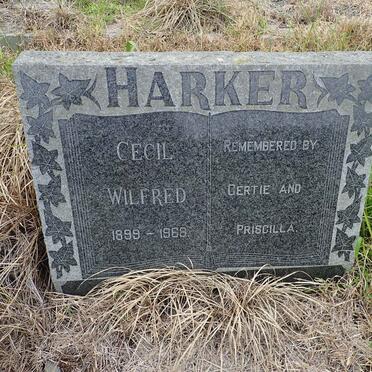 HARKER
CECIL
WILFRED
1899 - 1969
REMEMBERED BY
GERTIE AND
PRISCILLA.